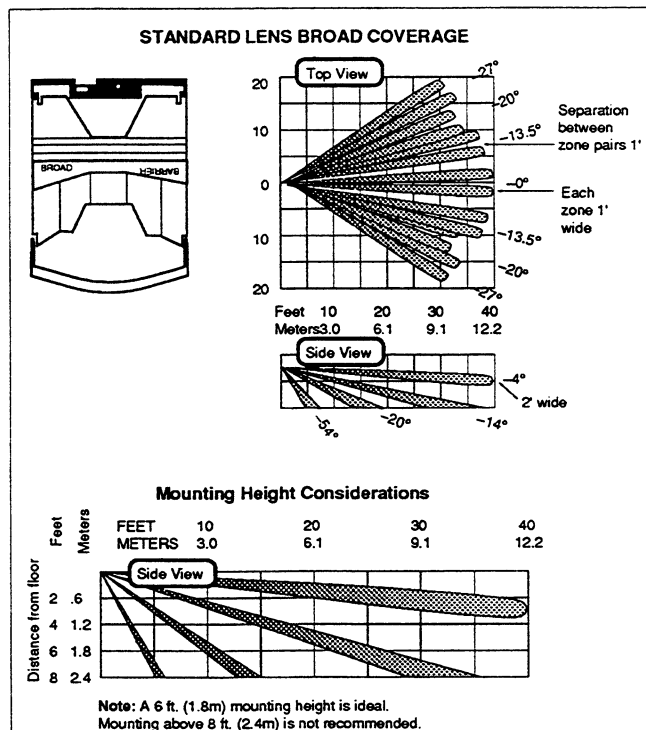 STANDARD LENS BROAD COVERAGE
BROAD
BARRIER
Top View
20
10
0
10
20
-27°
-20°
-13.5°
-0°
-13.5°
-20°
-27°
Separation
between
zone pairs 1'
Each
zone 1'
wide
Feet 10 20 30 40
Meters 3.0 6.1 9.1 12.2
Side View
-4°
2' wide
-54°
-20°
-14°
Mounting Height Considerations
Feet
Meters
FEET 10 20 30 40
METERS 3.0 6.1 9.1 12.2
Side View
Distance from floor
2 .6
4 1.2
6 1.8
8 2.4
Note: A 6 ft. (1.8m) mounting height is ideal.
Mounting above 8 ft. (2.4m) is not recommended.